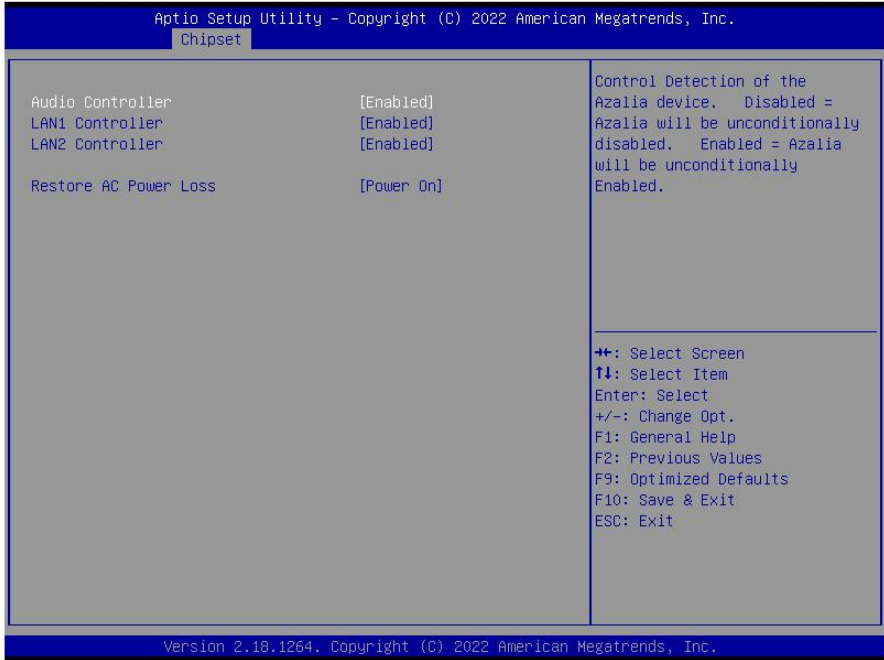 Aptio Setup Utility – Copyright (C) 2022 American Megatrends, Inc.
Chipset
Audio Controller [Enabled]
LAN1 Controller [Enabled]
LAN2 Controller [Enabled]
Restore AC Power Loss [Power On]
Control Detection of the
Azalia device. Disabled =
Azalia will be unconditionally
disabled. Enabled = Azalia
will be unconditionally
Enabled.
→←: Select Screen
↑↓: Select Item
Enter: Select
+/-: Change Opt.
F1: General Help
F2: Previous Values
F9: Optimized Defaults
F10: Save & Exit
ESC: Exit
Version 2.18.1264. Copyright (C) 2022 American Megatrends, Inc.